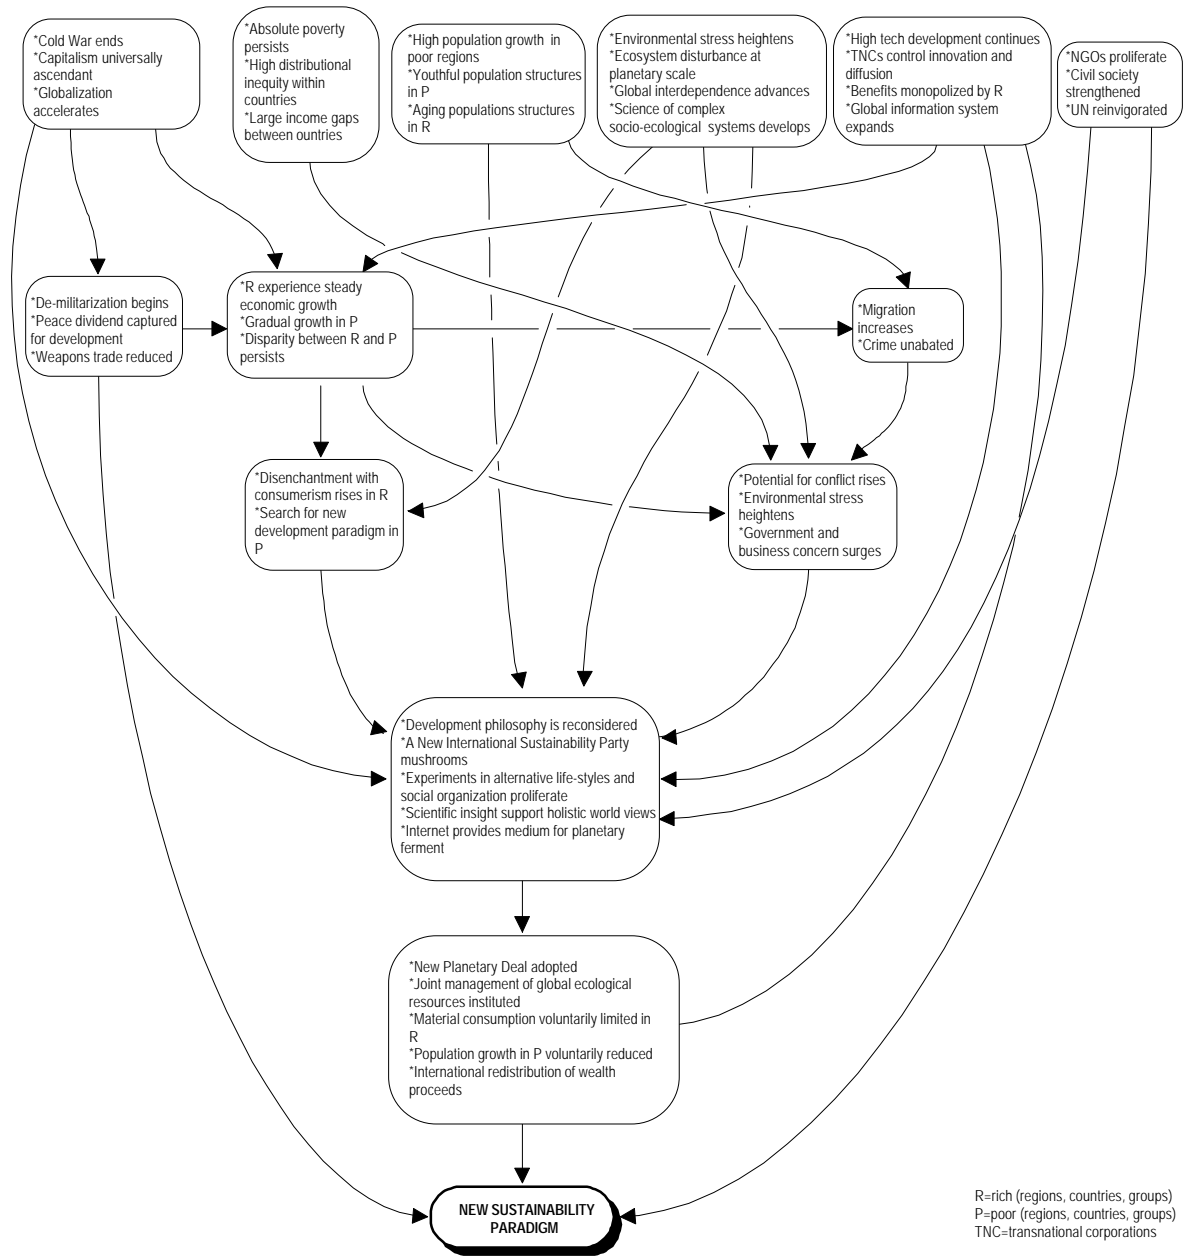 *Cold War ends
*Capitalism universally
ascendant
*Globalization
accelerates
*Absolute poverty
persists
*High distributional
inequity within
countries
*Large income gaps
between ountries
*High population growth in
poor regions
*Youthful population structures
in P
*Aging populations structures
in R
*Environmental stress heightens
*Ecosystem disturbance at
planetary scale
*Global interdependence advances
*Science of complex
socio-ecological systems develops
*High tech development continues
*TNCs control innovation and
diffusion
*Benefits monopolized by R
*Global information system
expands
*NGOs proliferate
*Civil society
strengthened
*UN reinvigorated
*De-militarization begins
*Peace dividend captured
for development
*Weapons trade reduced
*R experience steady
economic growth
*Gradual growth in P
*Disparity between R and P
persists
*Migration
increases
*Crime unabated
*Disenchantment with
consumerism rises in R
*Search for new
development paradigm in
P
*Potential for conflict rises
*Environmental stress
heightens
*Government and
business concern surges
*Development philosophy is reconsidered
*A New International Sustainability Party
mushrooms
*Experiments in alternative life-styles and
social organization proliferate
*Scientific insight support holistic world views
*Internet provides medium for planetary
ferment
*New Planetary Deal adopted
*Joint management of global ecological
resources instituted
*Material consumption voluntarily limited in
R
*Population growth in P voluntarily reduced
*International redistribution of wealth
proceeds
NEW SUSTAINABILITY
PARADIGM
R=rich (regions, countries, groups)
P=poor (regions, countries, groups)
TNC=transnational corporations